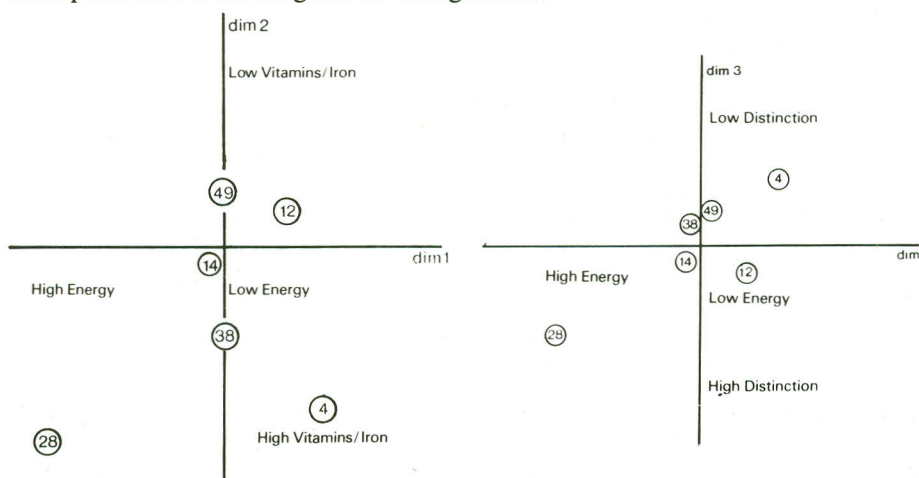 dim 2
Low Vitamins/Iron
49
12
dim 1
14
High Energy
Low Energy
38
4
High Vitamins/Iron
28
dim 3
Low Distinction
4
49
38
14
12
dim
High Energy
Low Energy
28
High Distinction